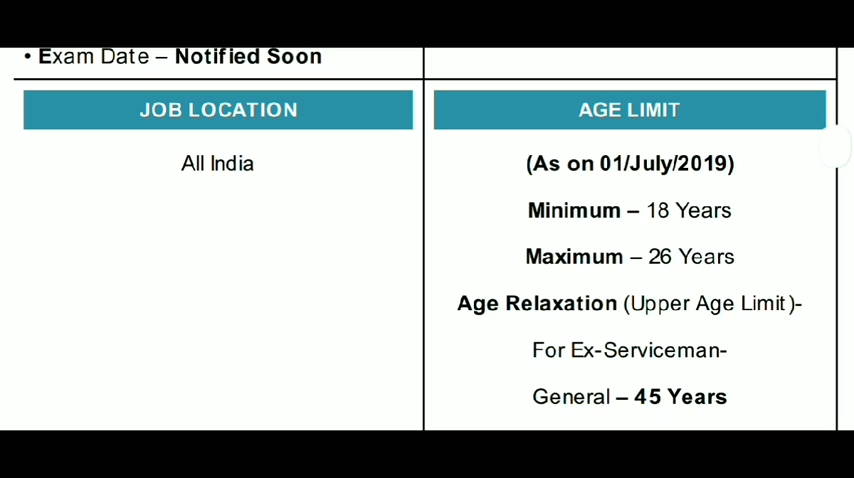 • Exam Date – Notified Soon
JOB LOCATION
All India
AGE LIMIT
(As on 01/July/2019)
Minimum – 18 Years
Maximum – 26 Years
Age Relaxation (Upper Age Limit)-
For Ex-Serviceman-
General – 45 Years